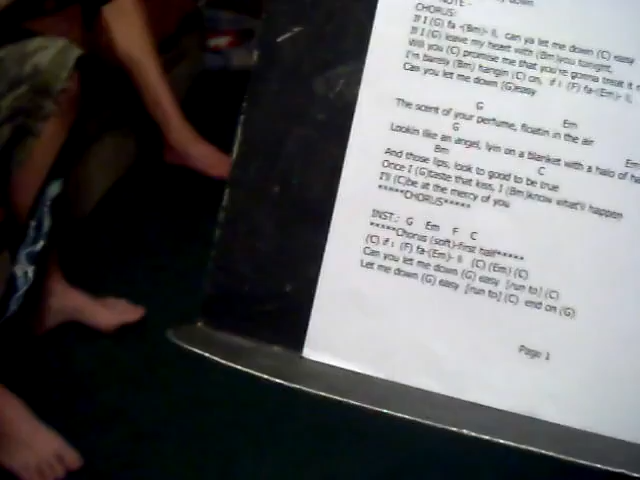 down
NOTE -
CHORUS:
If I (G) fa -(Bm)- ll, can ya let me down (C) easy
If I (G) leave my heart with (Bm)you tonight,
Will you (C) promise me that you're gonna treat it
I'm barely (Bm) hangin (C) on, if I (F) fa-(Em)- ll,
Can you let me down (G)easy
G Em
The scent of your perfume, floatin in the air
G Em
Lookin like an angel, lyin on a blanket with a halo of
Bm C
And those lips, look to good to be true
Once I (G)taste that kiss, I (Bm)know what'll happen
I'll (C)be at the mercy of you
*****CHORUS*****
INST.: G Em F C
*****Chorus (soft)-first half*****
(C) if I (F) fa-(Em)- ll (C) (Em) (C)
Can you let me down (G) easy [run to] (C)
Let me down (G) easy [run to] (C) end on (G)
Page 1